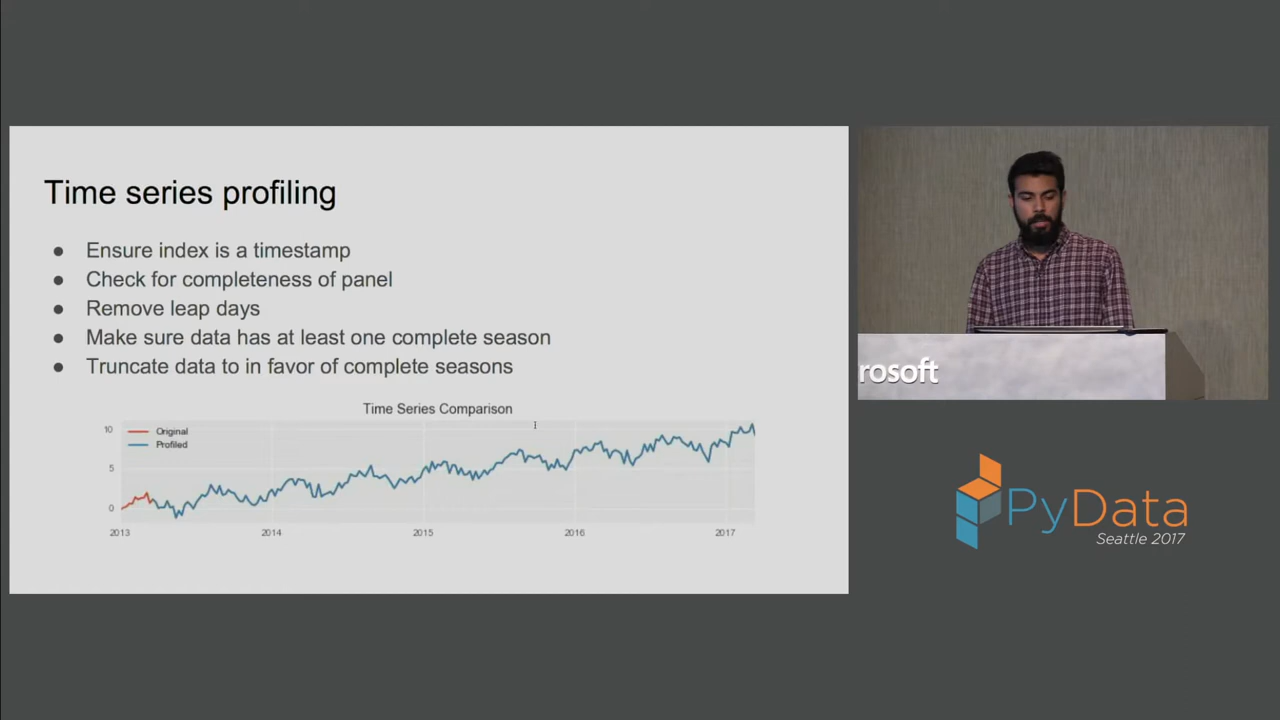 Time series profiling
● Ensure index is a timestamp
● Check for completeness of panel
● Remove leap days
● Make sure data has at least one complete season
● Truncate data to in favor of complete seasons
Time Series Comparison
Original
Profiled
10
5
0
2013 2014 2015 2016 2017
rosoft
PyData
Seattle 2017